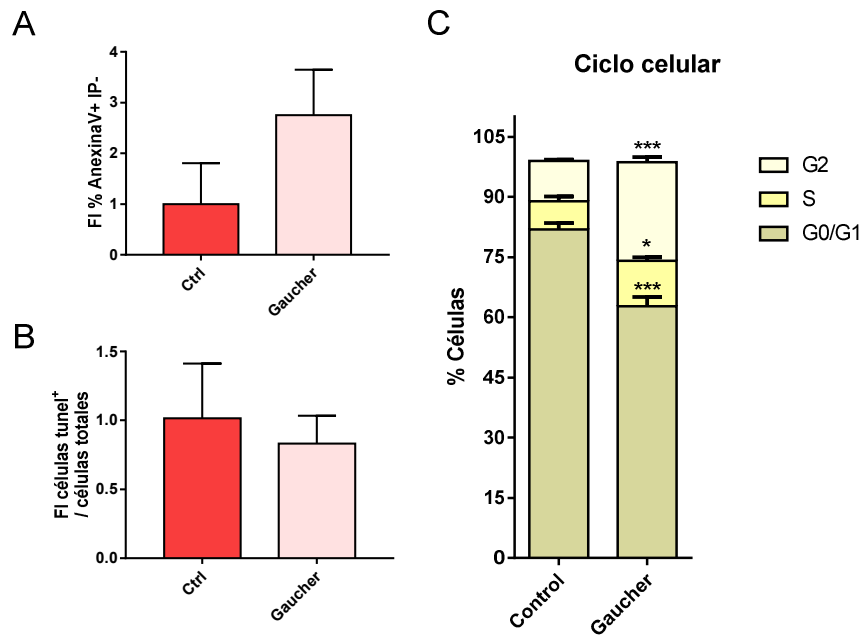 A
FI % AnexinaV+ IP-
4
3
2
1
0
Ctrl
Gaucher
B
FI células tunel⁺
/ células totales
1.5
1.0
0.5
0.0
Ctrl
Gaucher
C
Ciclo celular
% Células
105
90
75
60
45
30
15
0
***
*
***
Control
Gaucher
G2
S
G0/G1